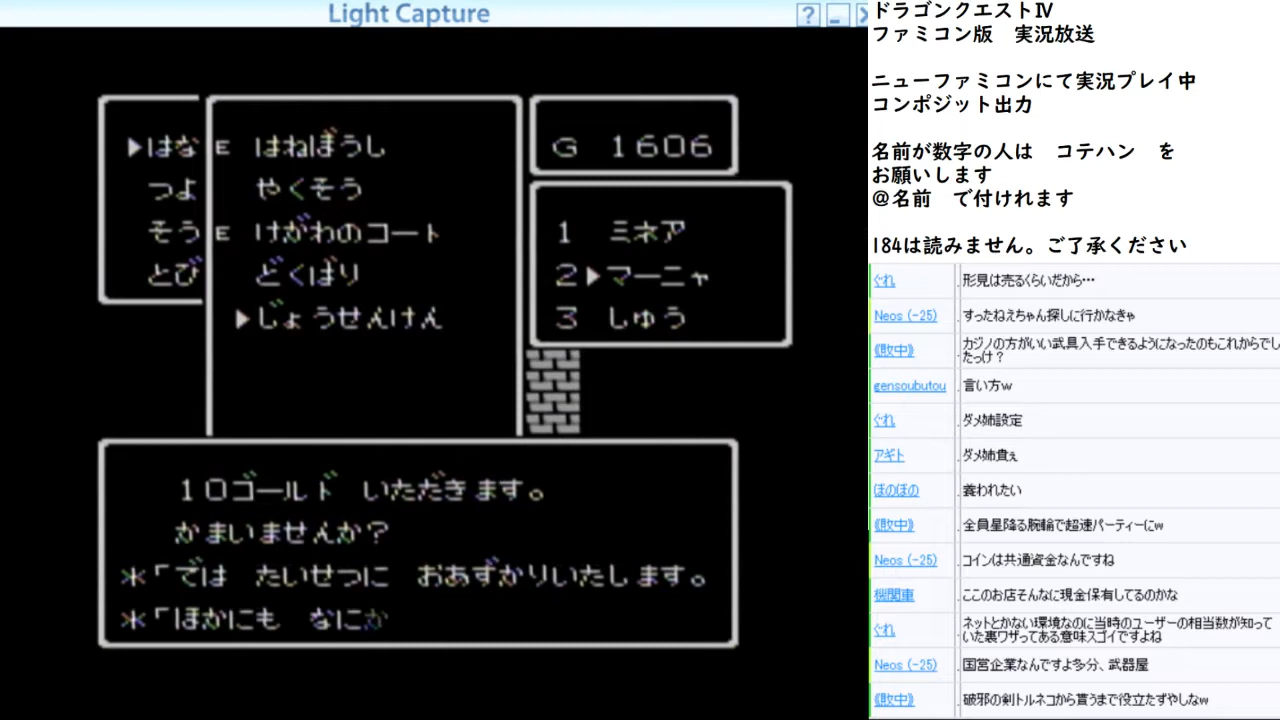 Light Capture
?
はな
つよ
そう
とび
E はねぼうし
やくそう
E けがわのコート
どくばり
▶じょうせんけん
G 1606
1 ミネア
2▶マーニャ
3 しゅう
10ゴールド いただきます。
かまいませんか?
*「では たいせつに おあずかりいたします。
*「ほかにも なにか
ドラゴンクエストⅣ
ファミコン版 実況放送
ニューファミコンにて実況プレイ中
コンポジット出力
名前が数字の人は コテハン を
お願いします
@名前 で付けれます
184は読みません。ご了承ください
ぐれ .形見は売るくらいだから…
Neos (-25) .すったねえちゃん探しに行かなきゃ
《敗中》 .カジノの方がいい武具入手できるようになったのもこれからでし
たっけ?
gensoubutou .言い方w
ぐれ .ダメ姉設定
アギト .ダメ姉貴ぇ
ぼのぼの .養われたい
《敗中》 .全員星降る腕輪で超速パーティーにw
Neos (-25) .コインは共通資金なんですね
機関車 .ここのお店そんなに現金保有してるのかな
ぐれ .ネットとかない環境なのに当時のユーザーの相当数が知って
いた裏ワザってある意味スゴイですよね
Neos (-25) .国営企業なんですよ多分、武器屋
《敗中》 .破邪の剣トルネコから貰うまで役立たずやしなw